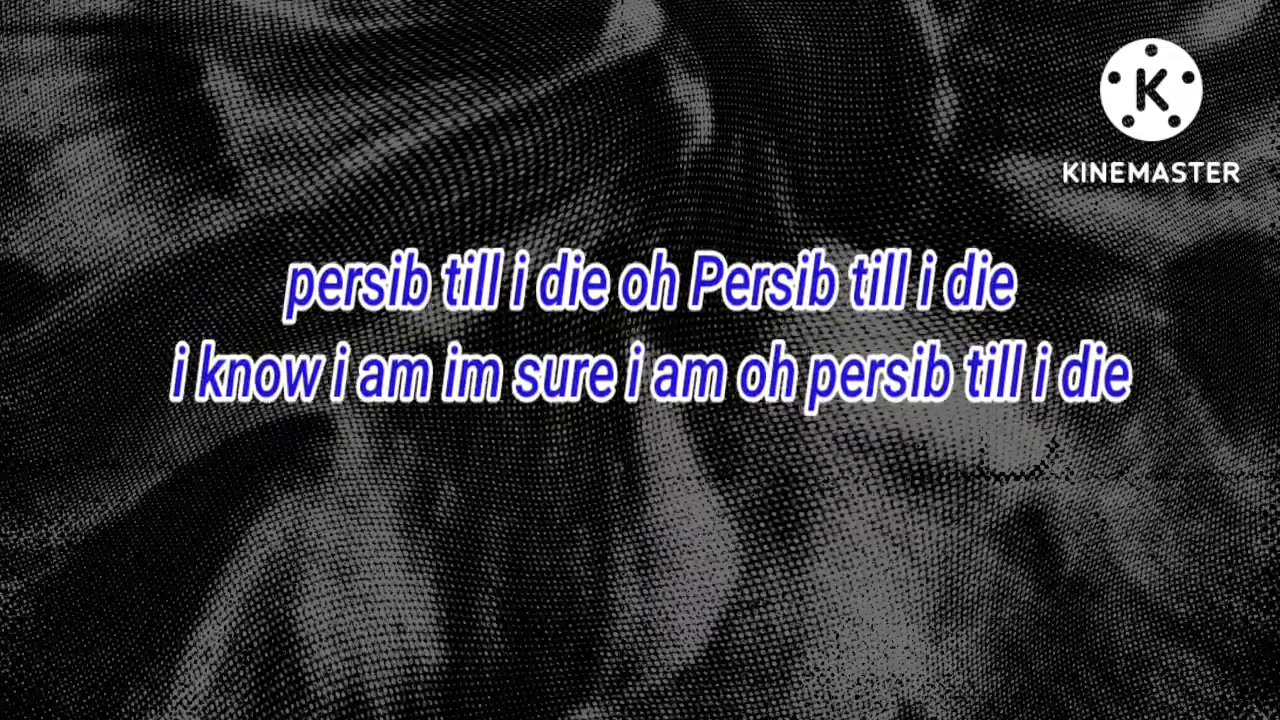 K
KINEMASTER
persib till i die oh Persib till i die
i know i am im sure i am oh persib till i die